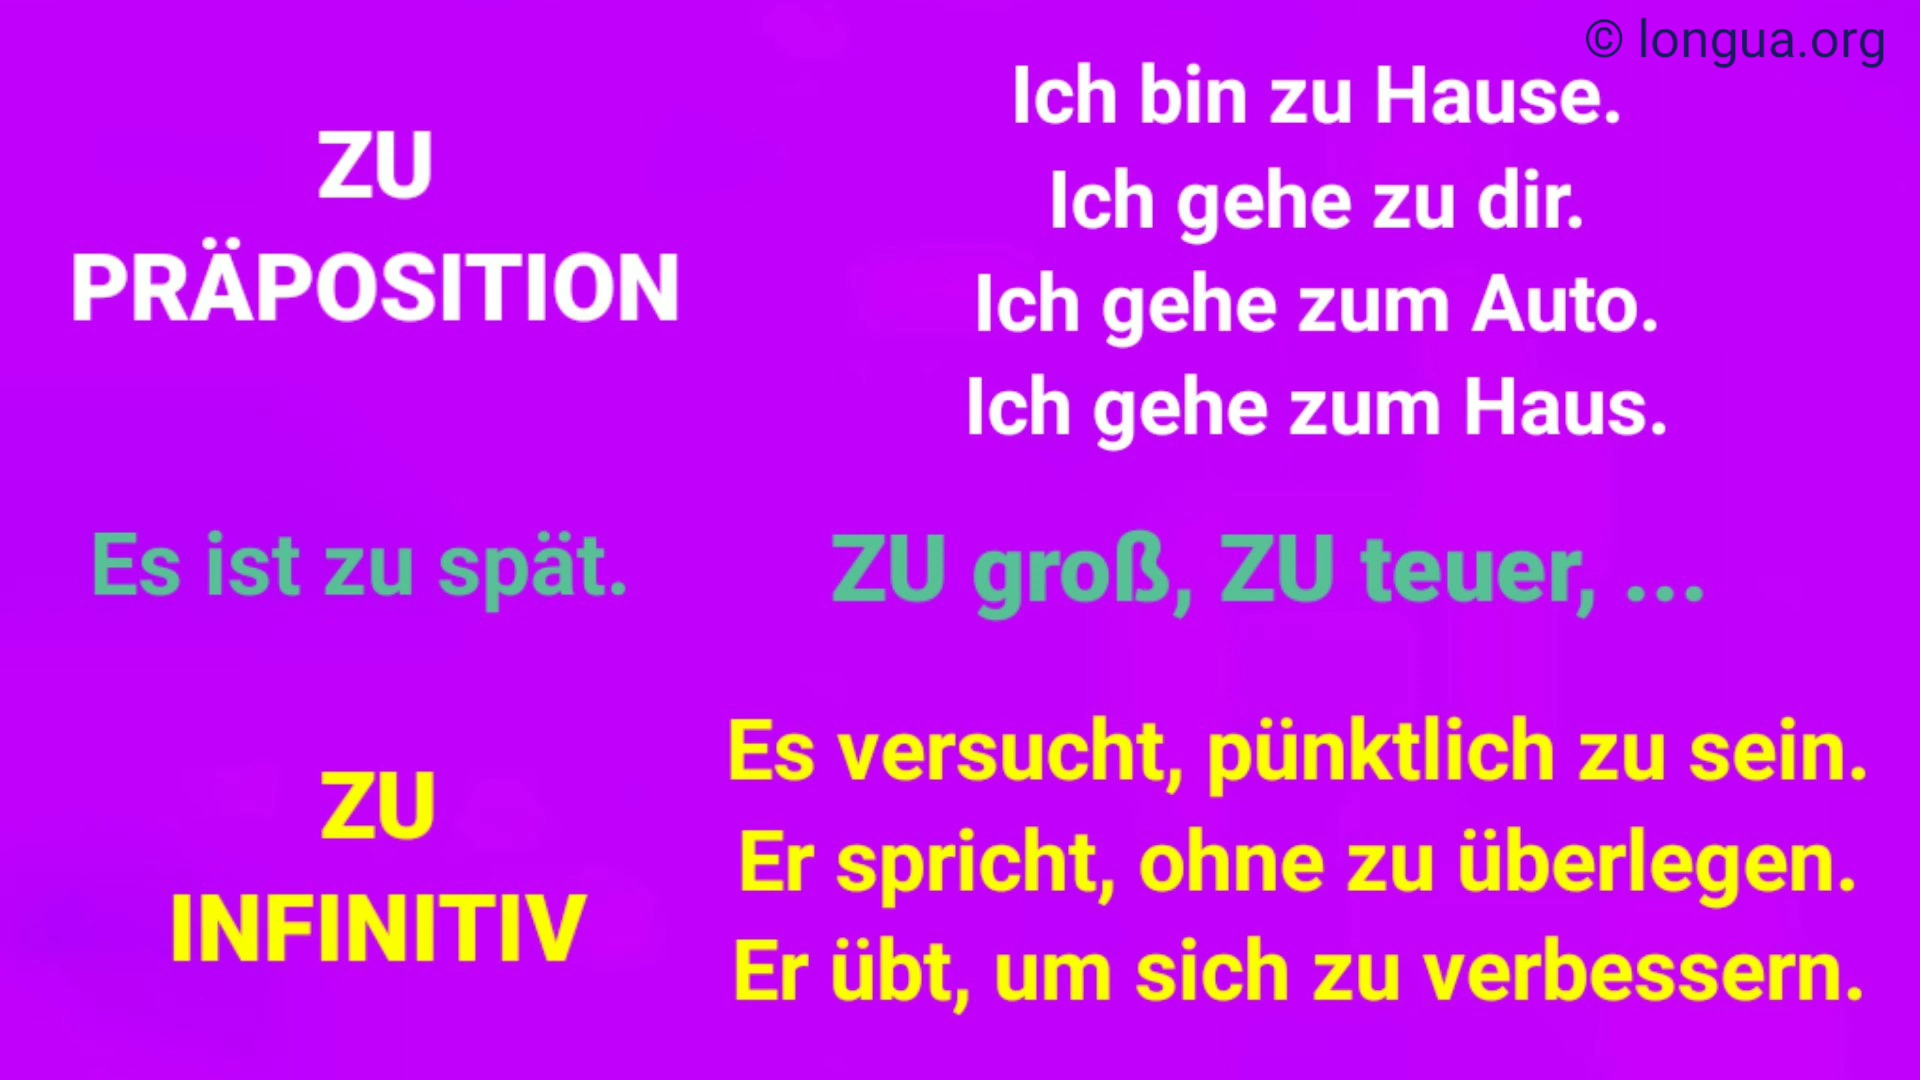 © longua.org
ZU
PRÄPOSITION
Ich bin zu Hause.
Ich gehe zu dir.
Ich gehe zum Auto.
Ich gehe zum Haus.
Es ist zu spät.
ZU groß, ZU teuer, ...
ZU
INFINITIV
Es versucht, pünktlich zu sein.
Er spricht, ohne zu überlegen.
Er übt, um sich zu verbessern.